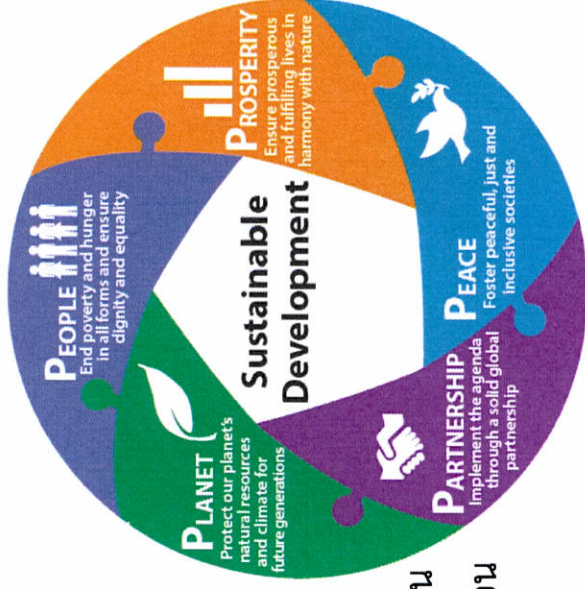 PEOPLE
End poverty and hunger
in all forms and ensure
dignity and equality
PROSPERITY
Ensure prosperous
and fulfilling lives in
harmony with nature
PEACE
Foster peaceful, just and
inclusive societies
PARTNERSHIP
Implement the agenda
through a solid global
partnership
PLANET
Protect our planet's
natural resources
and climate for
future generations
Sustainable
Development